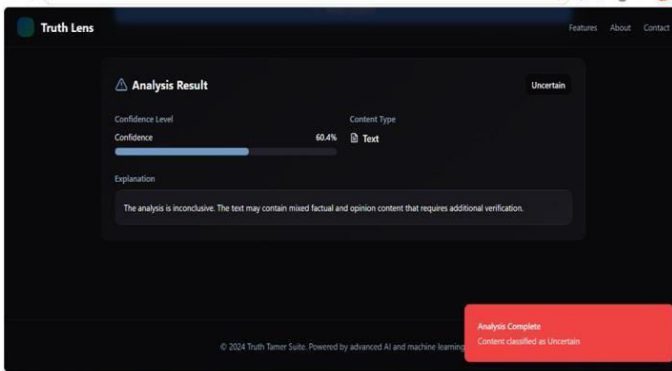 Truth Lens
Features About Contact
Analysis Result
Uncertain
Confidence Level
Content Type
Confidence 60.4%
Text
Explanation
The analysis is inconclusive. The text may contain mixed factual and opinion content that requires additional verification.
Analysis Complete
Content classified as Uncertain
© 2024 Truth Tamer Suite. Powered by advanced AI and machine learning